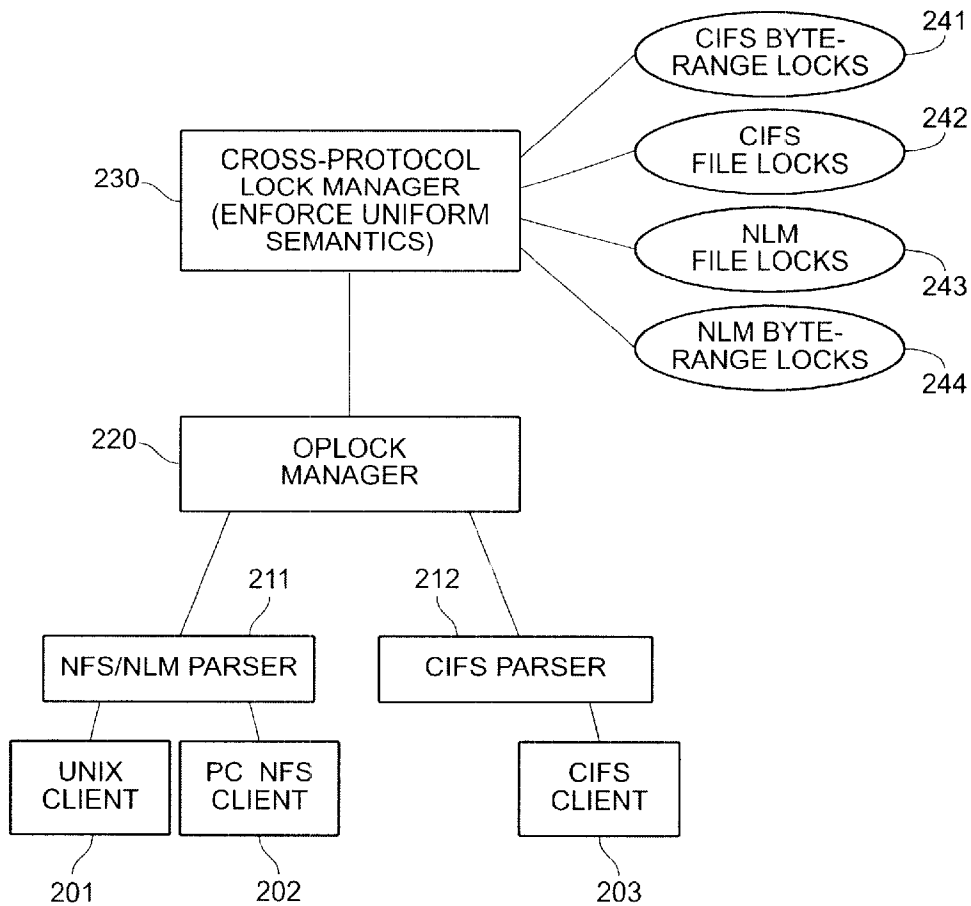 241
CIFS BYTE-
RANGE LOCKS
242
CIFS
FILE LOCKS
230
CROSS-PROTOCOL
LOCK MANAGER
(ENFORCE UNIFORM
SEMANTICS)
NLM
FILE LOCKS
243
NLM BYTE-
RANGE LOCKS
244
220
OPLOCK
MANAGER
211
212
NFS/NLM PARSER
CIFS PARSER
UNIX
CLIENT
PC NFS
CLIENT
CIFS
CLIENT
201
202
203